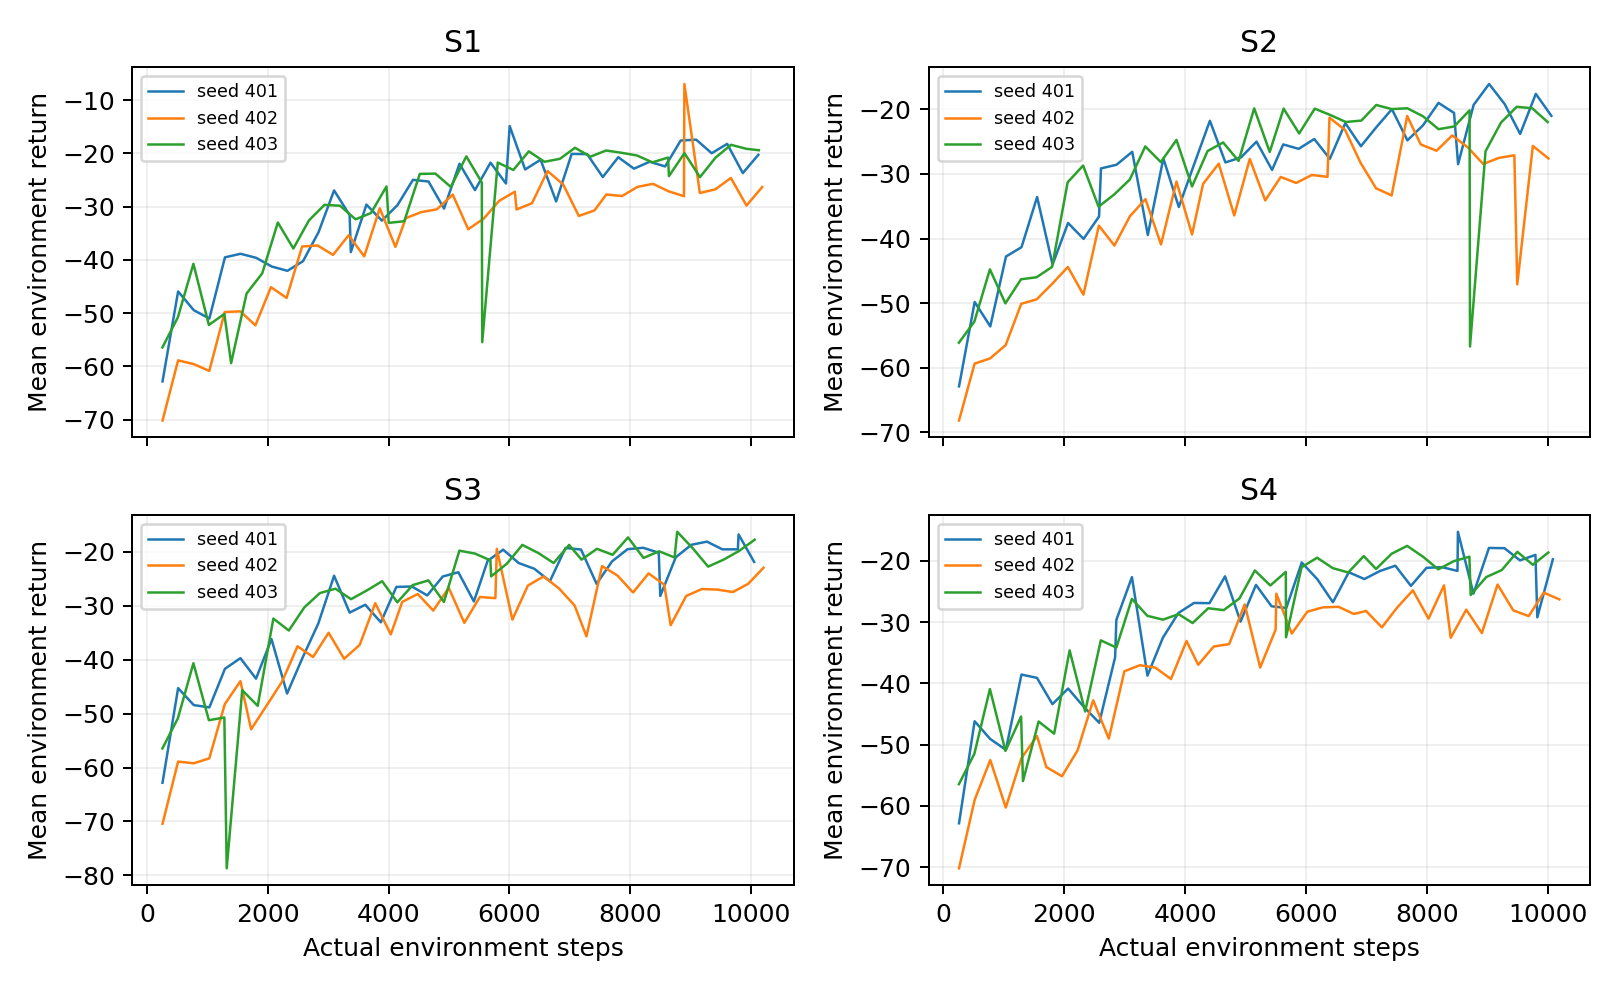 S1
Mean environment return
−10
−20
−30
−40
−50
−60
−70
seed 401
seed 402
seed 403
S2
Mean environment return
−20
−30
−40
−50
−60
−70
seed 401
seed 402
seed 403
S3
Mean environment return
−20
−30
−40
−50
−60
−70
−80
seed 401
seed 402
seed 403
0 2000 4000 6000 8000 10000
Actual environment steps
S4
Mean environment return
−20
−30
−40
−50
−60
−70
seed 401
seed 402
seed 403
0 2000 4000 6000 8000 10000
Actual environment steps